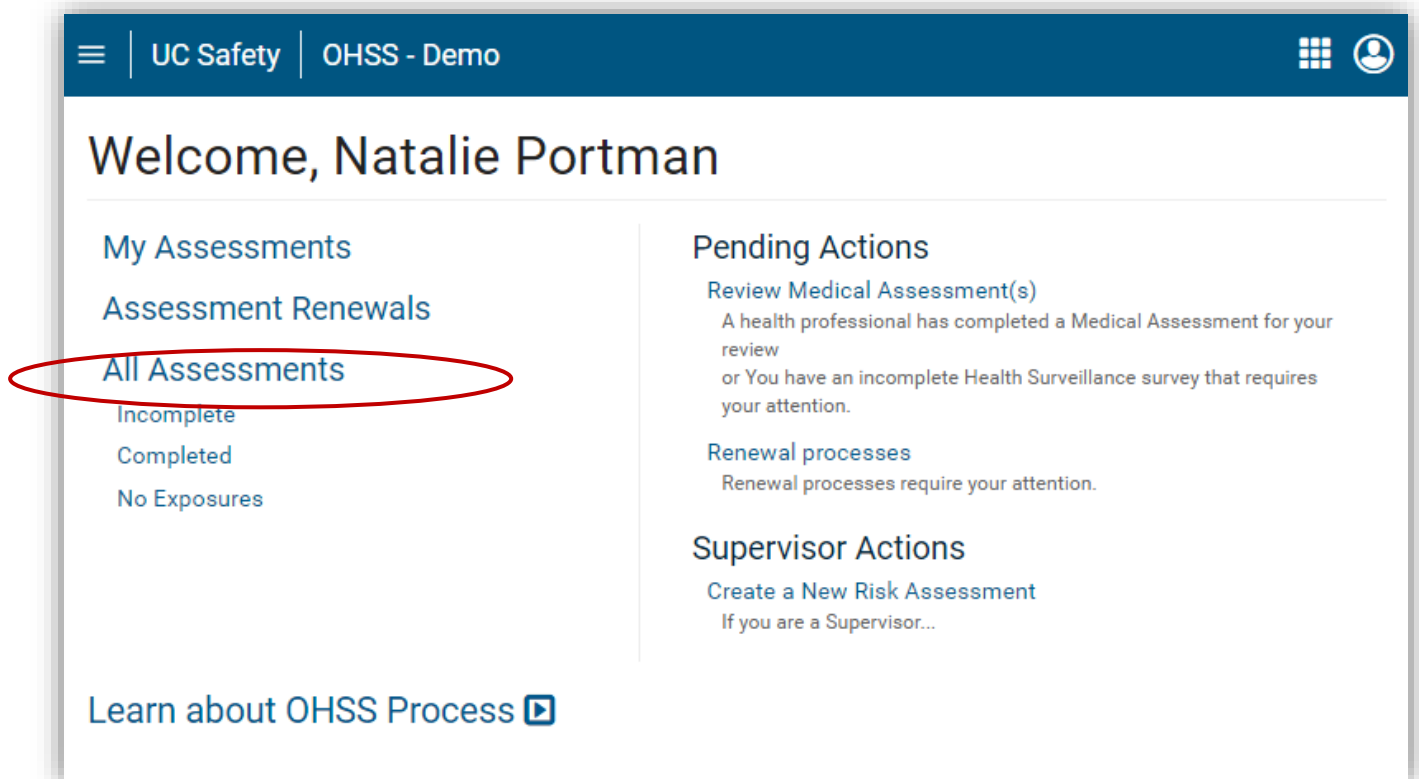 UC Safety OHSS - Demo
Welcome, Natalie Portman
My Assessments
Assessment Renewals
All Assessments
Incomplete
Completed
No Exposures
Pending Actions
Review Medical Assessment(s)
A health professional has completed a Medical Assessment for your
review
or You have an incomplete Health Surveillance survey that requires
your attention.
Renewal processes
Renewal processes require your attention.
Supervisor Actions
Create a New Risk Assessment
If you are a Supervisor...
Learn about OHSS Process